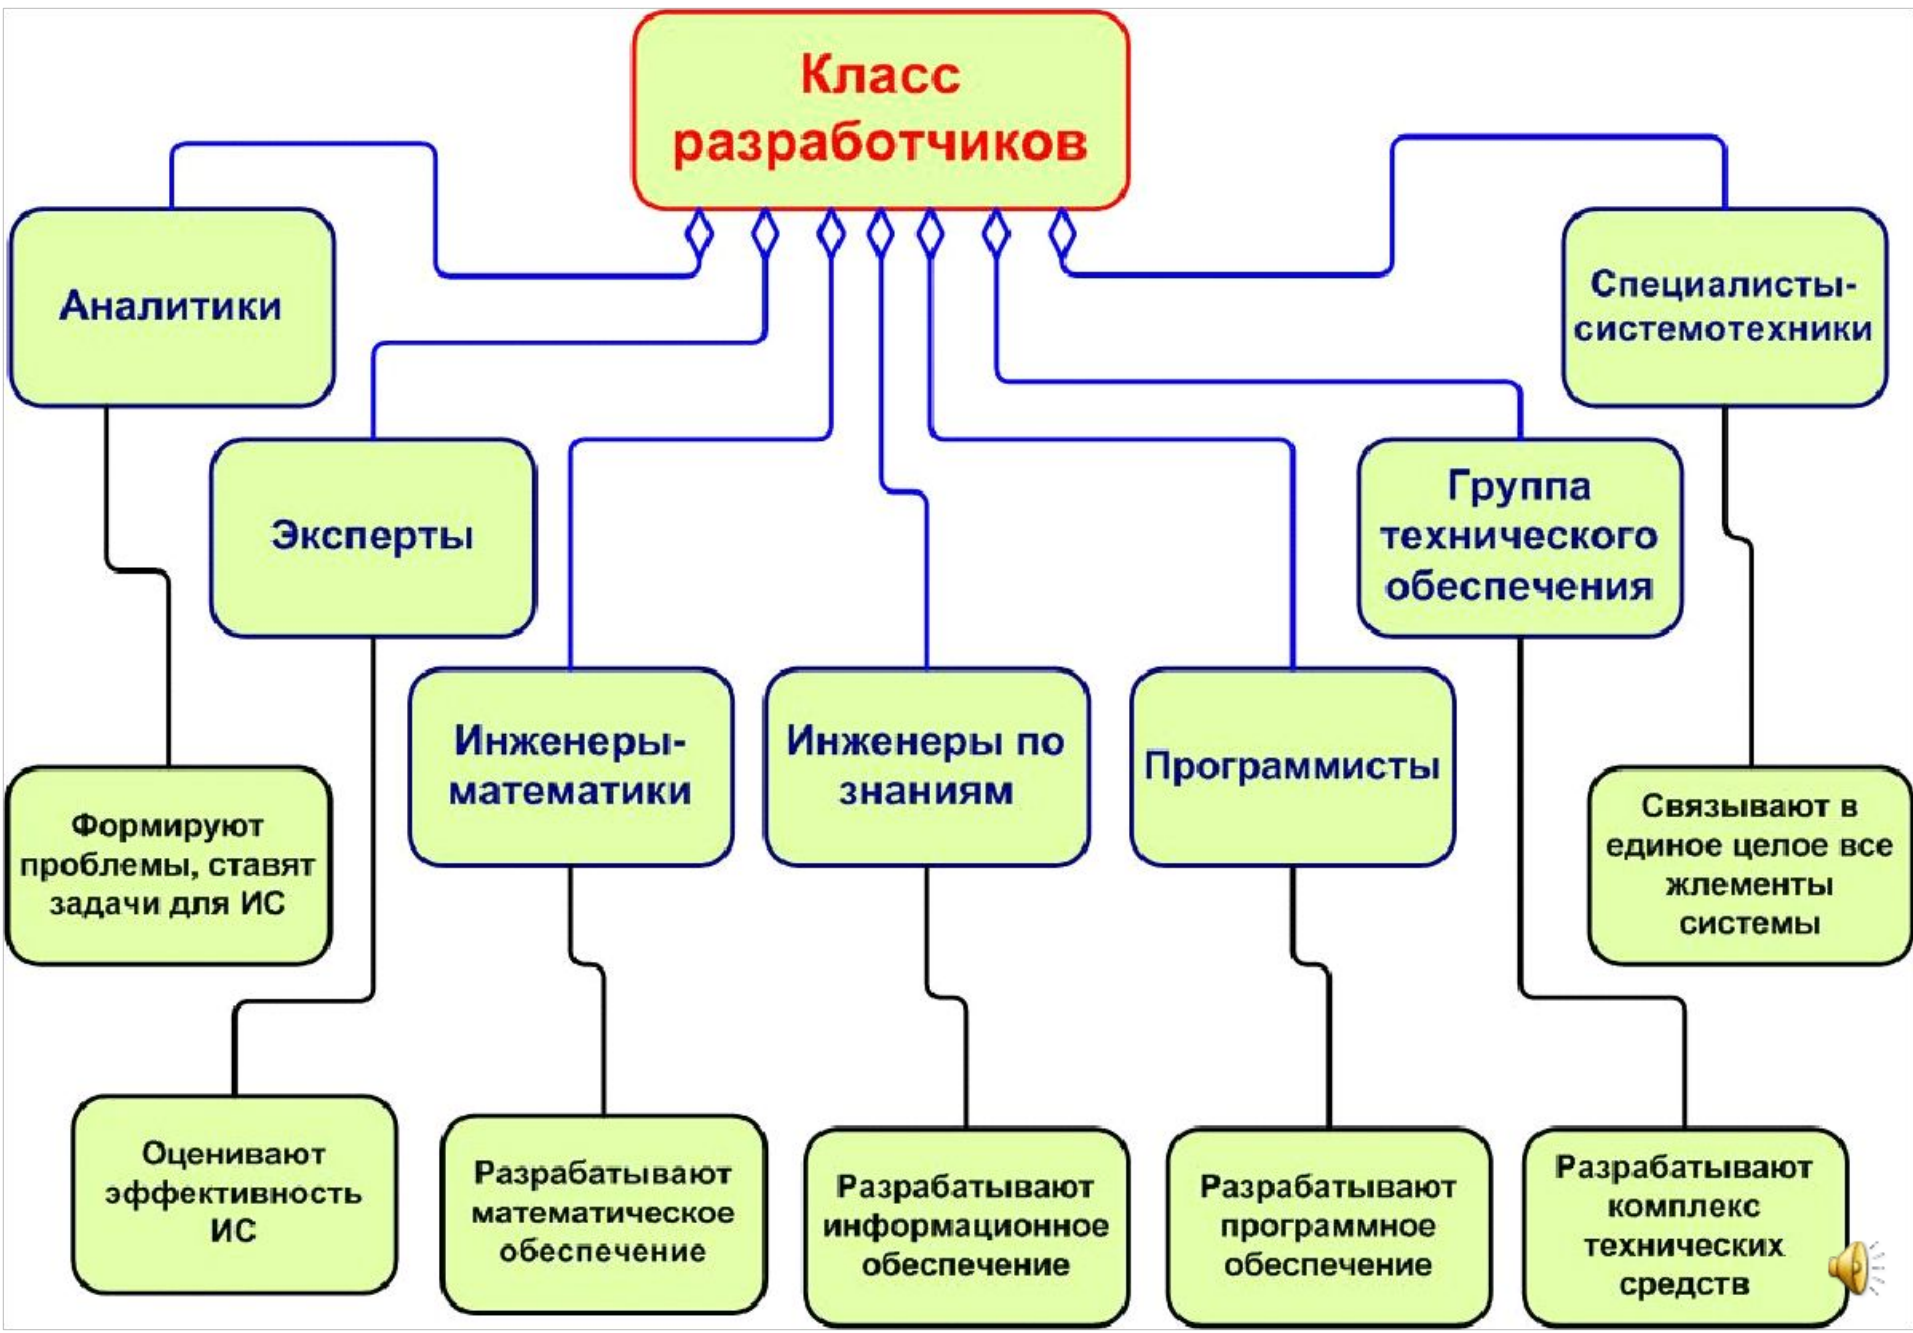 Класс
разработчиков
Аналитики
Специалисты-
системотехники
Эксперты
Группа
технического
обеспечения
Инженеры-
математики
Инженеры по
знаниям
Программисты
Формируют
проблемы, ставят
задачи для ИС
Связывают в
единое целое все
жлементы
системы
Оценивают
эффективность
ИС
Разрабатывают
математическое
обеспечение
Разрабатывают
информационное
обеспечение
Разрабатывают
программное
обеспечение
Разрабатывают
комплекс
технических
средств